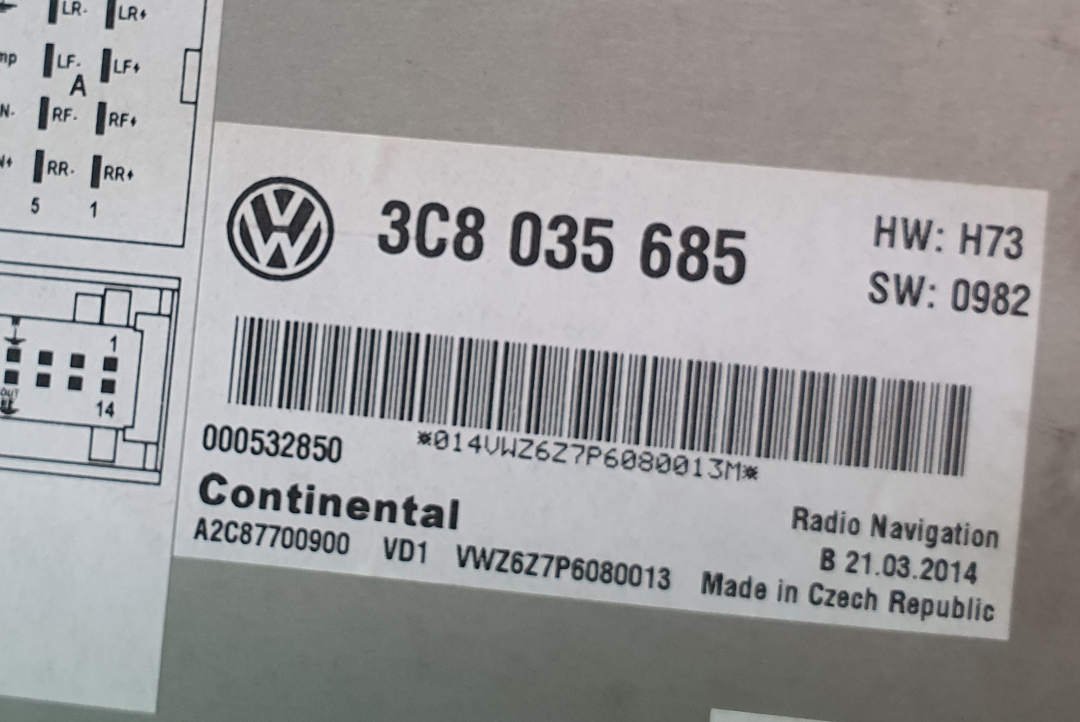 LR- LR+
LF- LF+
A
RF- RF+
RR- RR+
5 1
1
14
3C8 035 685
HW: H73
SW: 0982
000532850 *014VWZ6Z7P6080013M*
Continental
A2C87700900 VD1 VWZ6Z7P6080013
Radio Navigation
B 21.03.2014
Made in Czech Republic